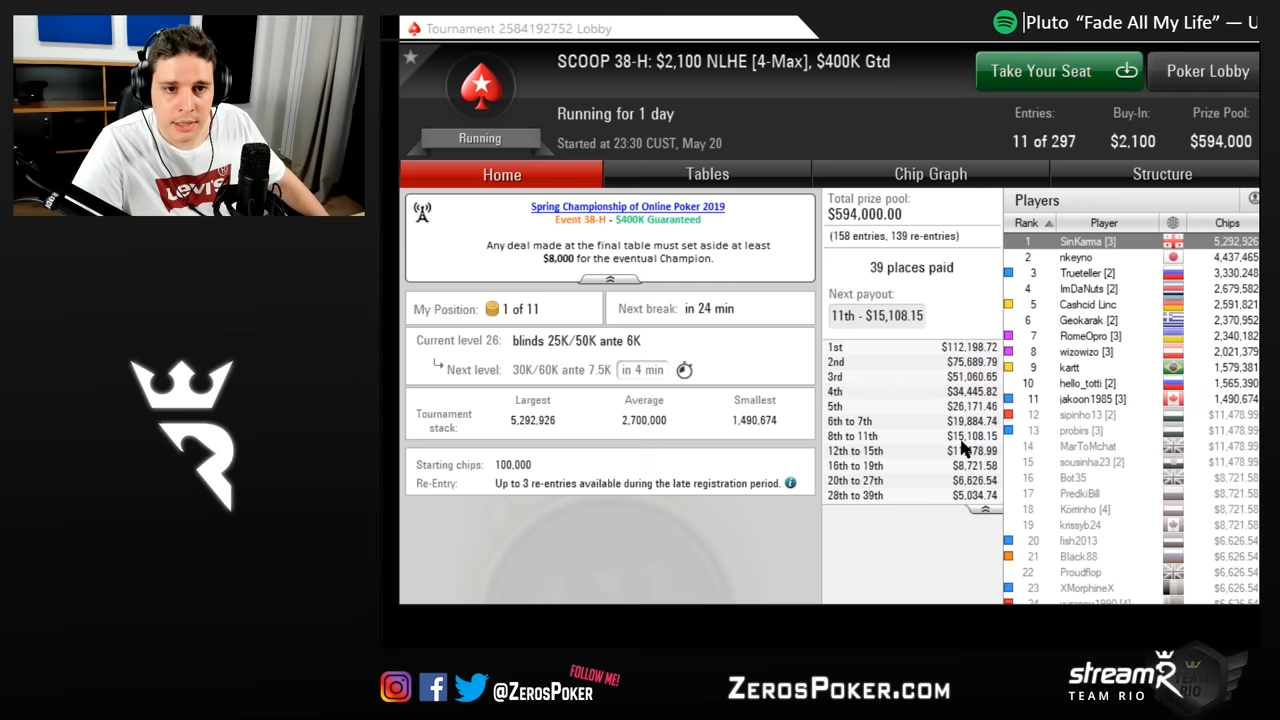 Pluto "Fade All My Life" — U
Tournament 2584192752 Lobby
SCOOP 38-H: $2,100 NLHE [4-Max], $400K Gtd
Take Your Seat
Poker Lobby
Running for 1 day
Running
Started at 23:30 CUST, May 20
Entries: Buy-In: Prize Pool:
11 of 297 $2,100 $594,000
Home Tables Chip Graph Structure
Spring Championship of Online Poker 2019
Event 38-H - $400K Guaranteed
Any deal made at the final table must set aside at least
$8,000 for the eventual Champion.
My Position: 1 of 11
Next break: in 24 min
Current level 26: blinds 25K/50K ante 6K
Next level: 30K/60K ante 7.5K in 4 min
Largest Average Smallest
Tournament stack: 5,292,926 2,700,000 1,490,674
Starting chips: 100,000
Re-Entry: Up to 3 re-entries available during the late registration period.
Total prize pool:
$594,000.00
(158 entries, 139 re-entries)
39 places paid
Next payout:
11th - $15,108.15
1st $112,198.72
2nd $75,689.79
3rd $51,060.65
4th $34,445.82
5th $26,171.46
6th to 7th $19,884.74
8th to 11th $15,108.15
12th to 15th
16th to 19th $8,721.58
20th to 27th $6,626.54
28th to 39th $5,034.74
Players
Rank Player Chips
1 SinKarma [3] 5,292,926
2 nkeyno 4,437,465
3 Trueteller [2] 3,330,248
4 ImDaNuts [2] 2,679,582
5 Cashcid Linc 2,591,821
6 Geokarak [2] 2,370,952
7 RomeOpro [3] 2,340,182
8 wizowizo [3] 2,021,379
9 kartt 1,579,381
10 hello_totti [2] 1,565,390
11 jakoon1985 [3] 1,490,674
12 sipinho13 [2] $11,478.99
13 probirs [3] $11,478.99
14 MarToMchat $11,478.99
15 sousinha23 [2] $11,478.99
16 Bot35 $8,721.58
17 PredkiBill $8,721.58
18 Körrinho [4] $8,721.58
19 krissyb24 $8,721.58
20 fish2013 $6,626.54
21 Black88 $6,626.54
22 Proudflop $6,626.54
23 XMorphineX $6,626.54
Levi's
FOLLOW ME!
@ZerosPoker
ZerosPoker.com
streamR
TEAM RIO